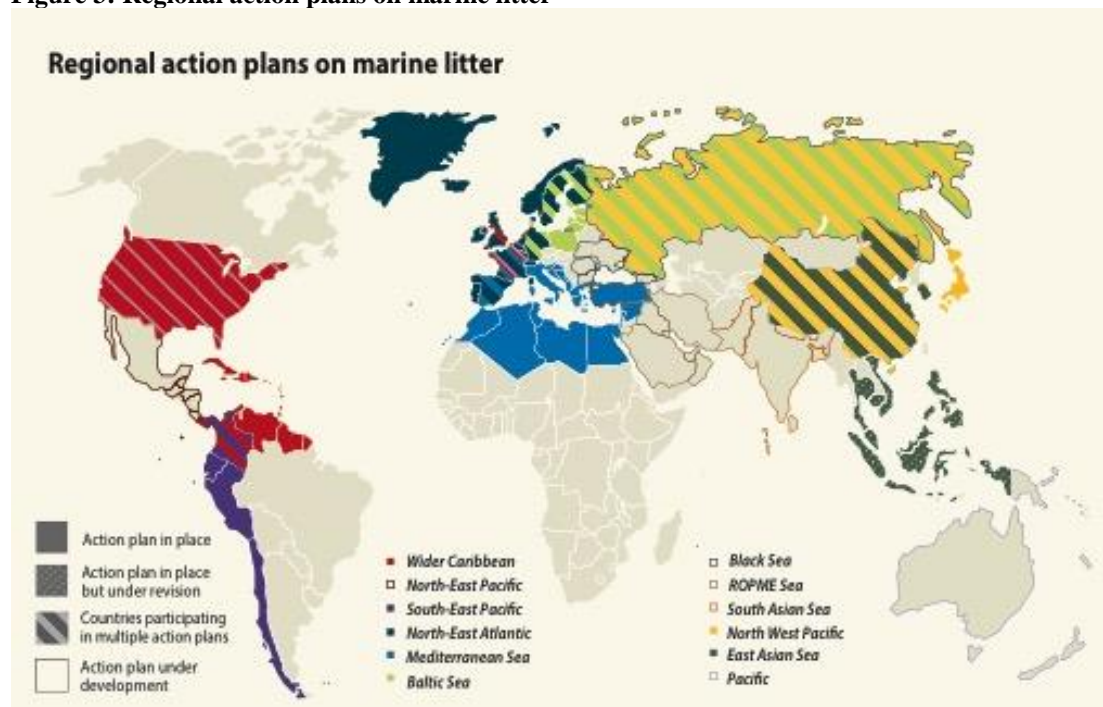 Figure 3: Regional action plans on marine litter
Regional action plans on marine litter
Action plan in place
Action plan in place
but under revision
Countries participating
in multiple action plans
Action plan under
development
Wider Caribbean
North-East Pacific
South-East Pacific
North-East Atlantic
Mediterranean Sea
Baltic Sea
Black Sea
ROPME Sea
South Asian Sea
North West Pacific
East Asian Sea
Pacific